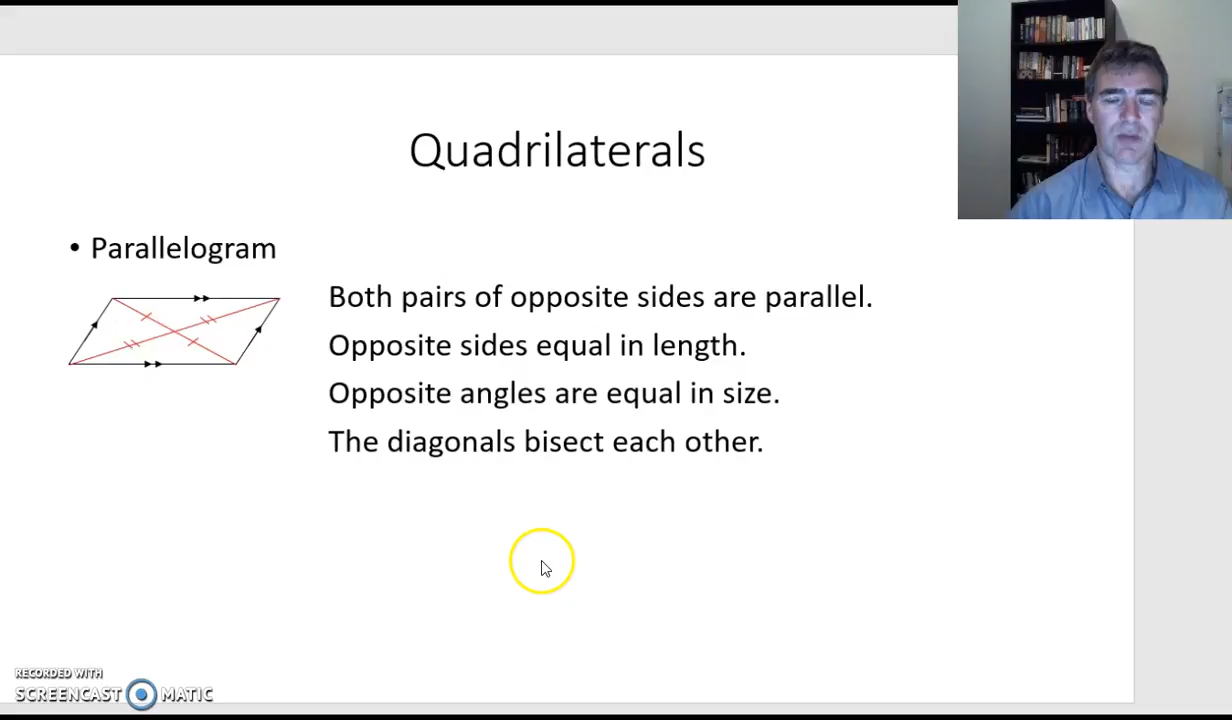 Quadrilaterals
• Parallelogram
Both pairs of opposite sides are parallel.
Opposite sides equal in length.
Opposite angles are equal in size.
The diagonals bisect each other.
RECORDED WITH
SCREENCAST MATIC